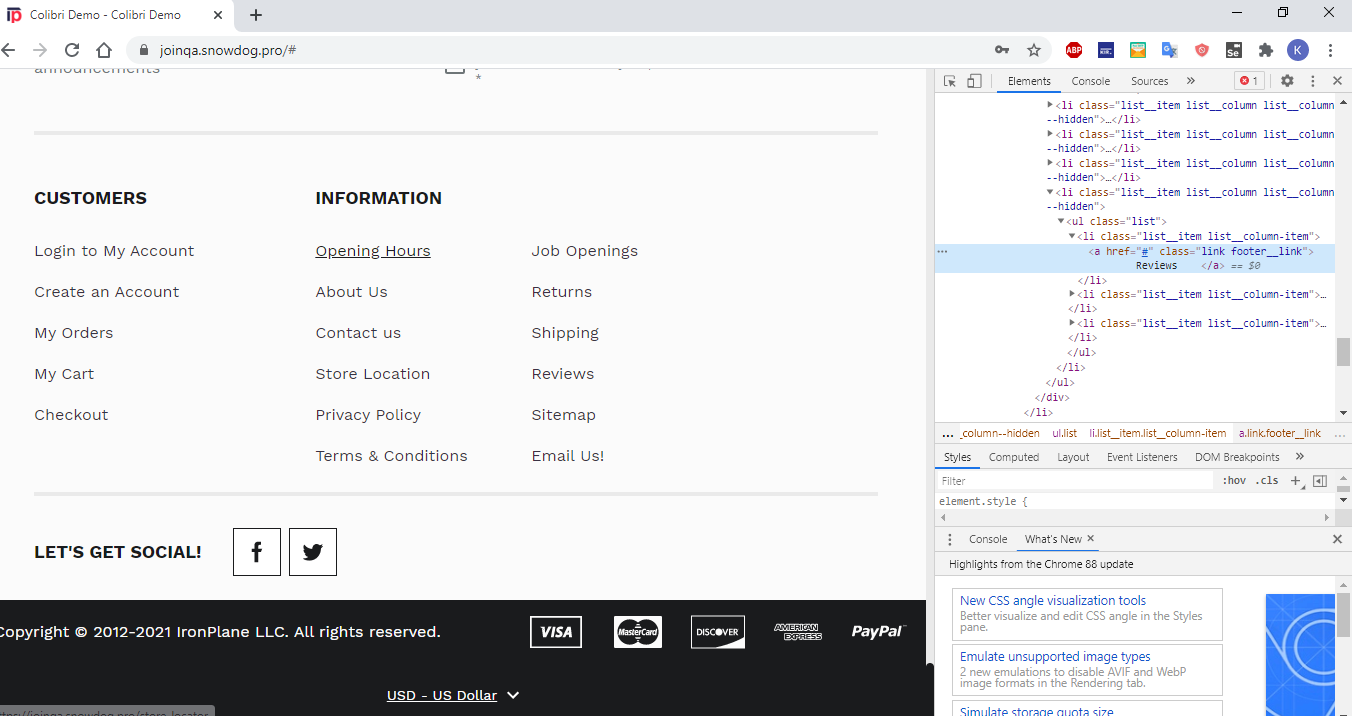 Colibri Demo - Colibri Demo
joinqa.snowdog.pro/#
ABP
Se
K
announcements
*
CUSTOMERS
INFORMATION
Login to My Account
Opening Hours
Job Openings
Create an Account
About Us
Returns
My Orders
Contact us
Shipping
My Cart
Store Location
Reviews
Checkout
Privacy Policy
Sitemap
Terms & Conditions
Email Us!
LET'S GET SOCIAL!
Copyright © 2012-2021 IronPlane LLC. All rights reserved.
VISA
MasterCard
DISCOVER
AMERICAN EXPRESS
PayPal
USD - US Dollar
joinqa.snowdog.pro/store-locator
Elements
Console
Sources
1
<li class="list__item list__column list__column
--hidden">…</li>
<li class="list__item list__column list__column
--hidden">…</li>
<li class="list__item list__column list__column
--hidden">…</li>
<li class="list__item list__column list__column
--hidden">
<ul class="list">
<li class="list__item list__column-item">
<a href="#" class="link footer__link">
Reviews </a> == $0
</li>
<li class="list__item list__column-item">…
</li>
<li class="list__item list__column-item">…
</li>
</ul>
</li>
</ul>
</div>
</li>
… _column--hidden ul.list li.list__item.list__column-item a.link.footer__link …
Styles
Computed
Layout
Event Listeners
DOM Breakpoints
Filter
:hov .cls
element.style {
Console
What's New
Highlights from the Chrome 88 update
New CSS angle visualization tools
Better visualize and edit CSS angle in the Styles
pane.
Emulate unsupported image types
2 new emulations to disable AVIF and WebP
image formats in the Rendering tab.
Simulate storage quota size